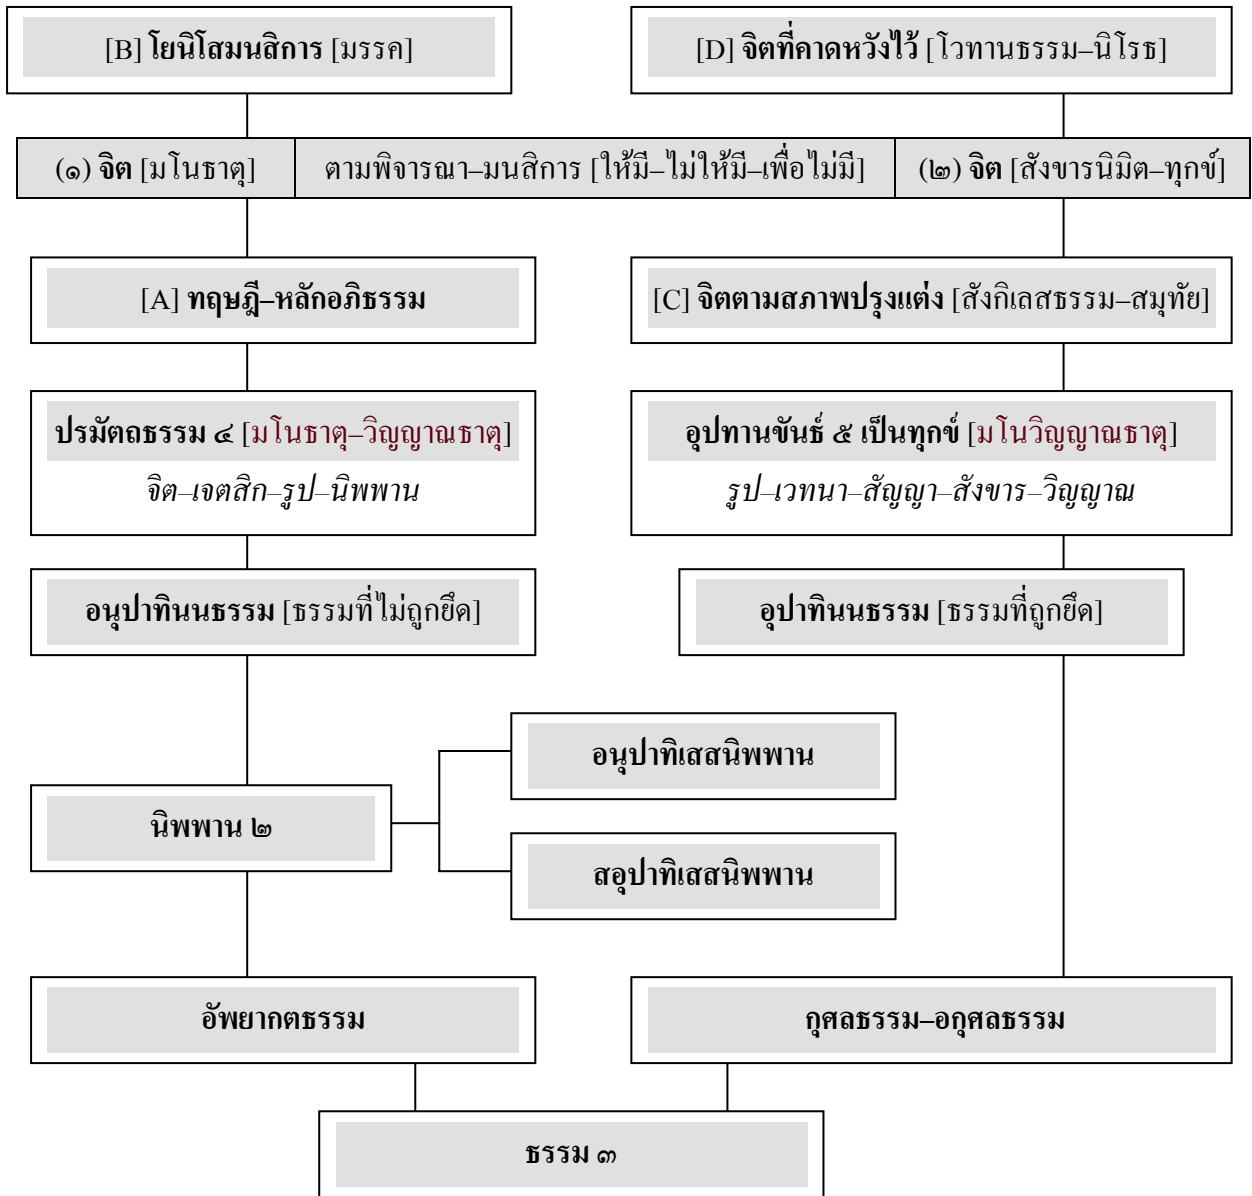 [B] โยนิโสมนสิการ [มรรค]
[D] จิตที่คาดหวังไว้ [โวทานธรรม–นิโรธ]
(๑) จิต [มโนธาตุ]
ตามพิจารณา–มนสิการ [ให้มี–ไม่ให้มี–เพื่อไม่มี]
(๒) จิต [สังขารนิมิต–ทุกข์]
[A] ทฤษฎี–หลักอภิธรรม
[C] จิตตามสภาพปรุงแต่ง [สังกิเลสธรรม–สมุทัย]
ปรมัตถธรรม ๔ [มโนธาตุ–วิญญาณธาตุ]
จิต–เจตสิก–รูป–นิพพาน
อุปทานขันธ์ ๕ เป็นทุกข์ [มโนวิญญาณธาตุ]
รูป–เวทนา–สัญญา–สังขาร–วิญญาณ
อนุปาทินนธรรม [ธรรมที่ไม่ถูกยึด]
อุปาทินนธรรม [ธรรมที่ถูกยึด]
อนุปาทิเสสนิพพาน
นิพพาน ๒
สอุปาทิเสสนิพพาน
อัพยากตธรรม
กุศลธรรม–อกุศลธรรม
ธรรม ๓